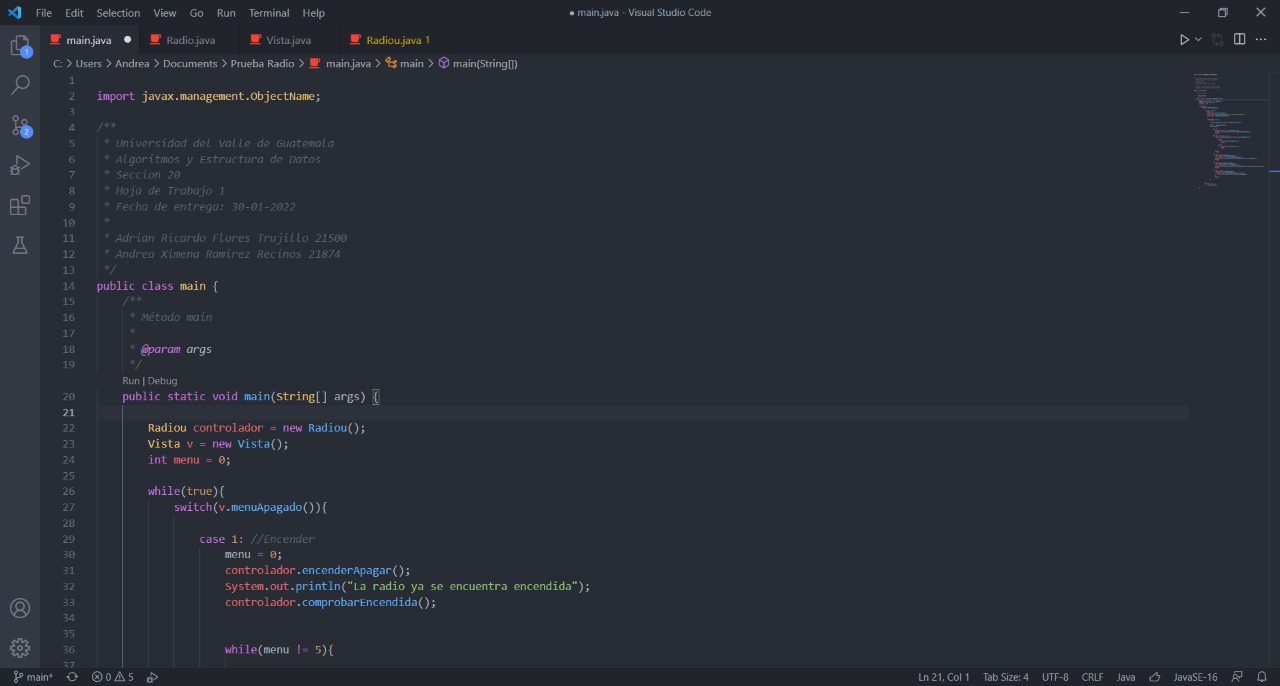 File Edit Selection View Go Run Terminal Help
● main.java - Visual Studio Code
main.java ●
Radio.java
Vista.java
Radiou.java 1
C: > Users > Andrea > Documents > Prueba Radio > main.java > main > main(String[])
1
1
2 import javax.management.ObjectName;
3
4 /**
5 * Universidad del Valle de Guatemala
6 * Algoritmos y Estructura de Datos
2
7 * Seccion 20
8 * Hoja de Trabajo 1
9 * Fecha de entrega: 30-01-2022
10 *
11 * Adrian Ricardo Flores Trujillo 21500
12 * Andrea Ximena Ramirez Recinos 21874
13 */
14 public class main {
15 /**
16 * Método main
17 *
18 * @param args
19 */
Run | Debug
20 public static void main(String[] args) {
21
22 Radiou controlador = new Radiou();
23 Vista v = new Vista();
24 int menu = 0;
25
26 while(true){
27 switch(v.menuApagado()){
28
29 case 1: //Encender
30 menu = 0;
31 controlador.encenderApagar();
32 System.out.println("La radio ya se encuentra encendida");
33 controlador.comprobarEncendida();
34
35
36 while(menu != 5){
37
main* 0 5 Ln 21, Col 1 Tab Size: 4 UTF-8 CRLF Java JavaSE-16